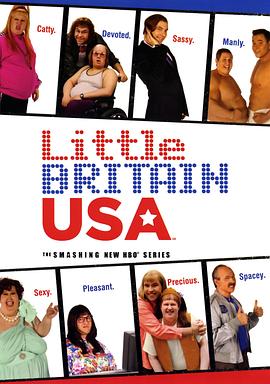 Catty.
Devoted.
Sassy.
Manly.
Little
BRITAIN
USA
THE SMASHING NEW HBO® SERIES
Sexy.
Pleasant.
Precious.
Spacey.